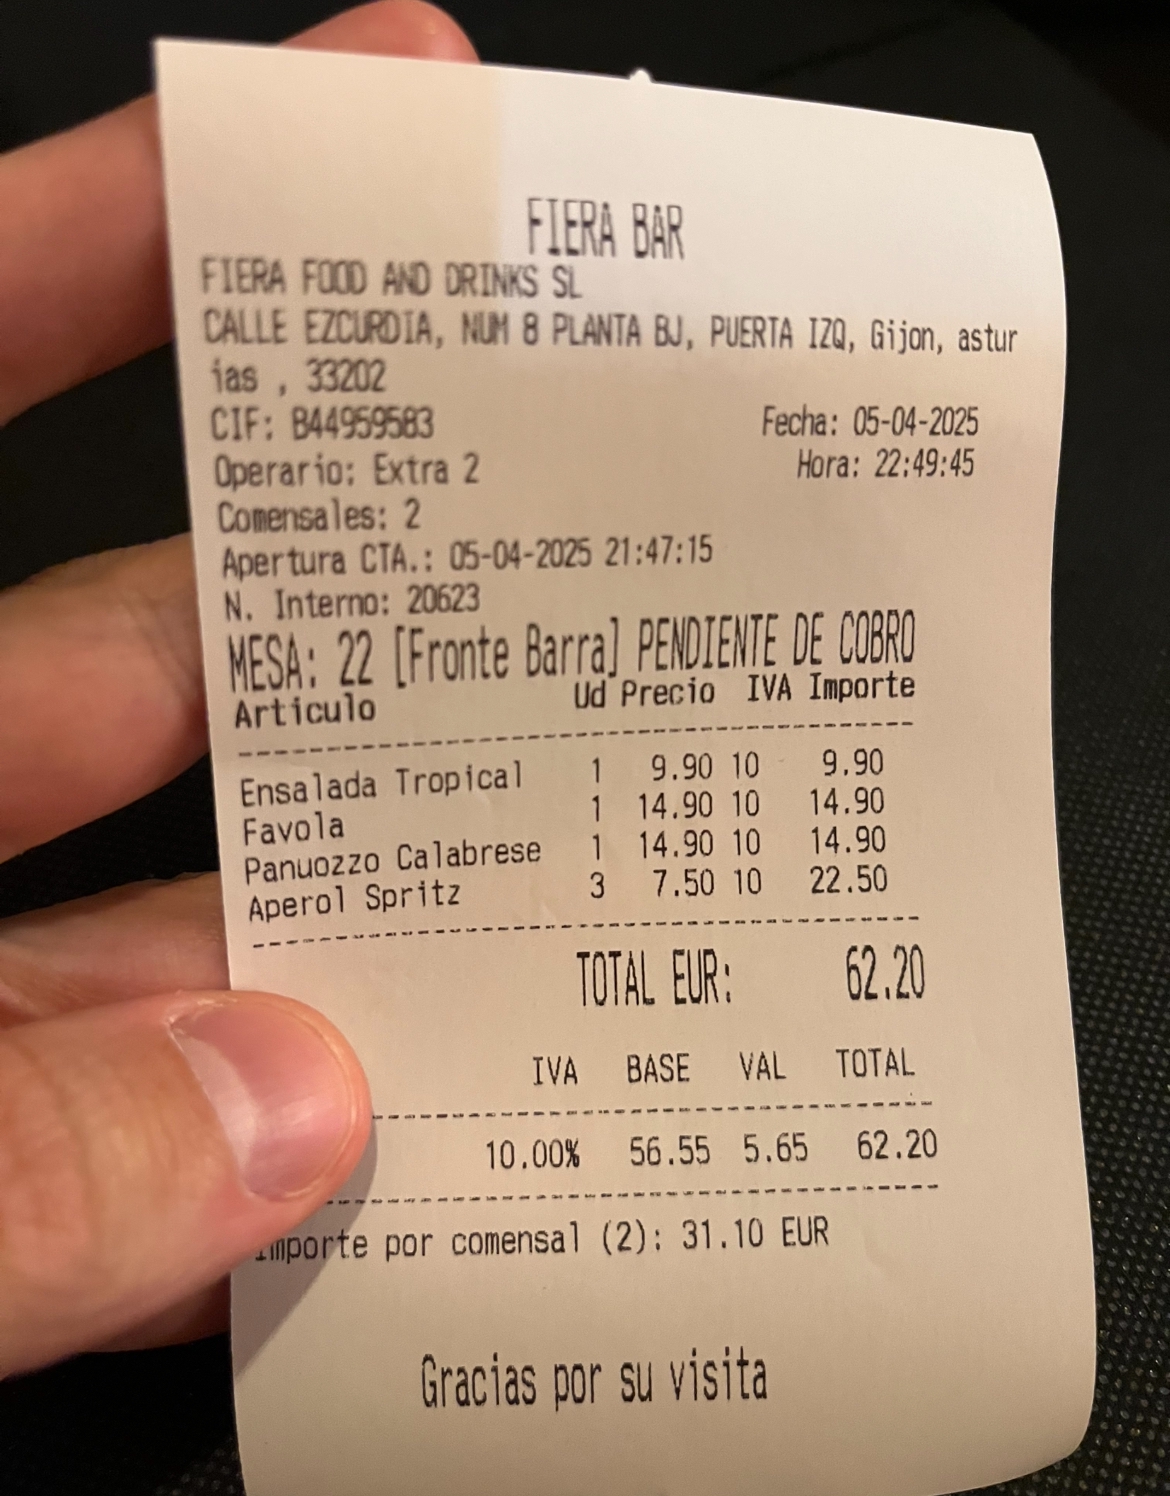 FIERA BAR
FIERA FOOD AND DRINKS SL
CALLE EZCURDIA, NUM 8 PLANTA BJ, PUERTA IZQ, Gijon, astur
ias , 33202
CIF: B44959583 Fecha: 05-04-2025
Operario: Extra 2 Hora: 22:49:45
Comensales: 2
Apertura CTA.: 05-04-2025 21:47:15
N. Interno: 20623
MESA: 22 [Fronte Barra] PENDIENTE DE COBRO
Articulo Ud Precio IVA Importe
Ensalada Tropical 1 9.90 10 9.90
Favola 1 14.90 10 14.90
Panuozzo Calabrese 1 14.90 10 14.90
Aperol Spritz 3 7.50 10 22.50
TOTAL EUR: 62.20
IVA BASE VAL TOTAL
10.00% 56.55 5.65 62.20
Importe por comensal (2): 31.10 EUR
Gracias por su visita